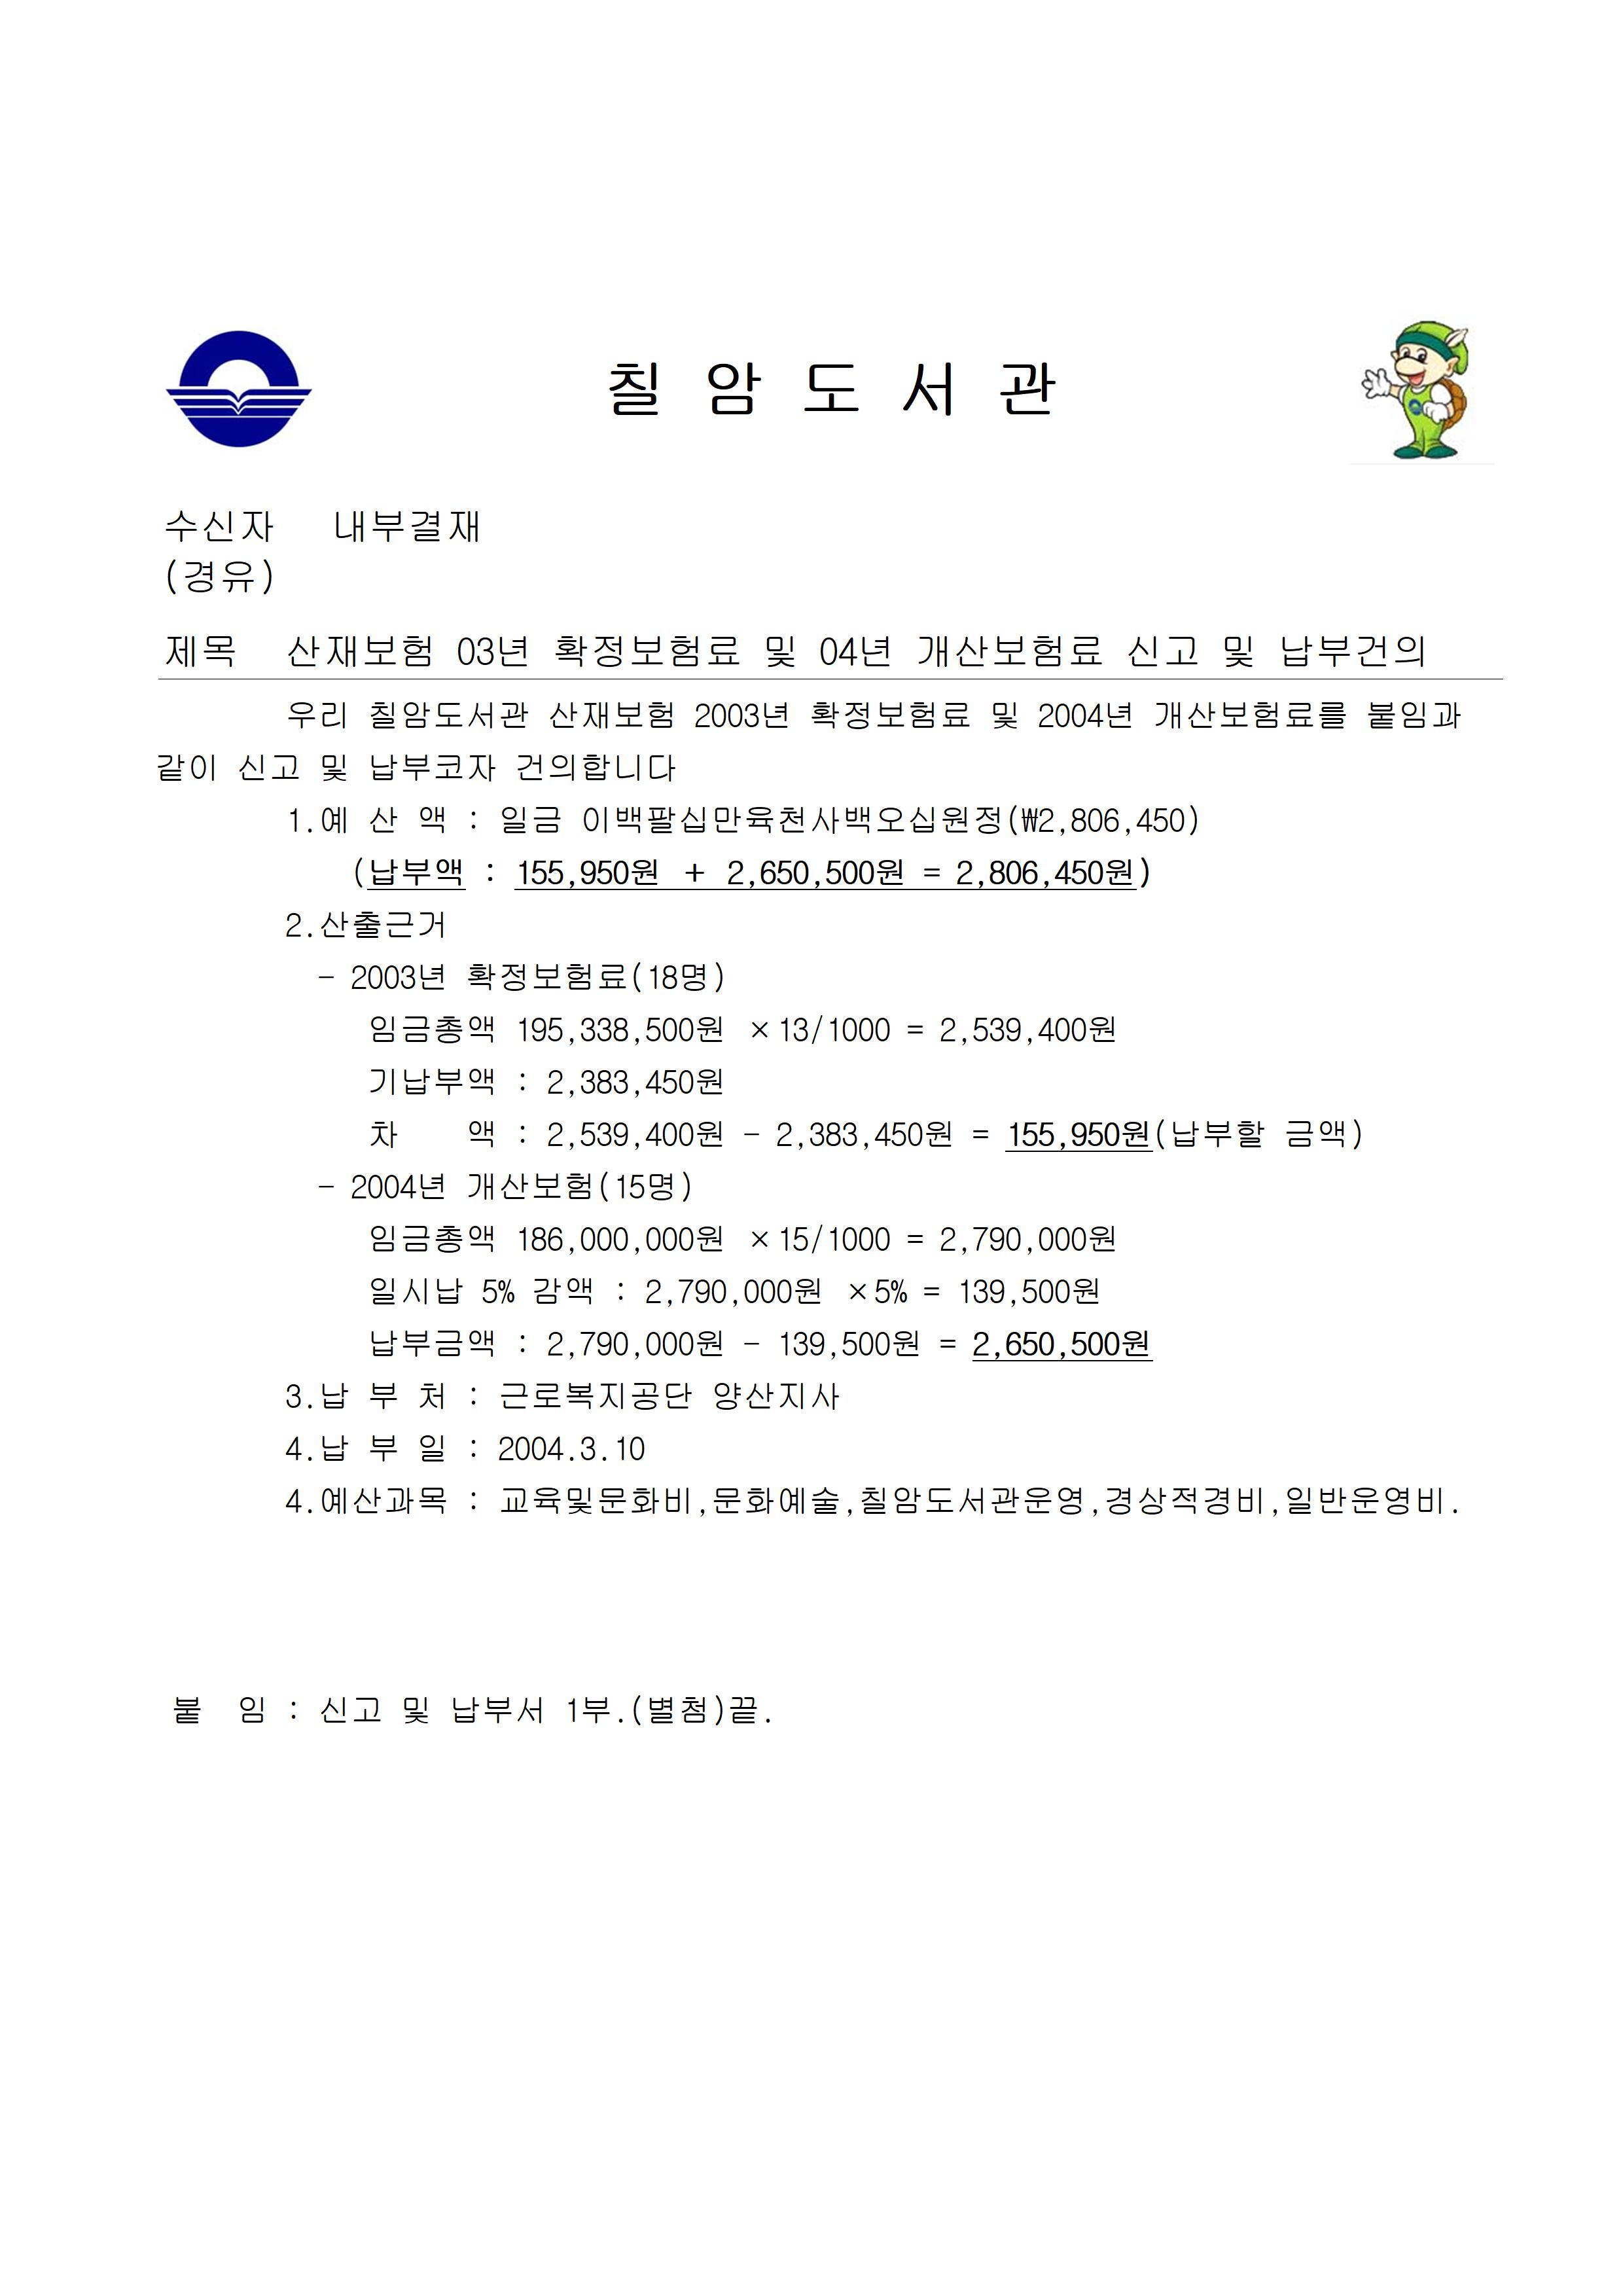 칠 암 도 서 관
수신자 내부결재
(경유)
제목 산재보험 03년 확정보험료 및 04년 개산보험료 신고 및 납부건의
우리 칠암도서관 산재보험 2003년 확정보험료 및 2004년 개산보험료를 붙임과
같이 신고 및 납부코자 건의합니다
1.예 산 액 : 일금 이백팔십만육천사백오십원정(₩2,806,450)
(납부액 : 155,950원 + 2,650,500원 = 2,806,450원)
2.산출근거
- 2003년 확정보험료(18명)
임금총액 195,338,500원 ×13/1000 = 2,539,400원
기납부액 : 2,383,450원
차 액 : 2,539,400원 - 2,383,450원 = 155,950원(납부할 금액)
- 2004년 개산보험(15명)
임금총액 186,000,000원 ×15/1000 = 2,790,000원
일시납 5% 감액 : 2,790,000원 ×5% = 139,500원
납부금액 : 2,790,000원 - 139,500원 = 2,650,500원
3.납 부 처 : 근로복지공단 양산지사
4.납 부 일 : 2004.3.10
4.예산과목 : 교육및문화비,문화예술,칠암도서관운영,경상적경비,일반운영비.
붙 임 : 신고 및 납부서 1부.(별첨)끝.